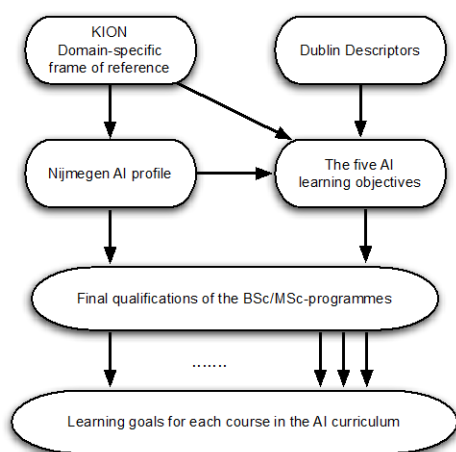 KION
Domain-specific
frame of reference
Dublin Descriptors
Nijmegen AI profile
The five AI
learning objectives
Final qualifications of the BSc/MSc-programmes
.......
Learning goals for each course in the AI curriculum